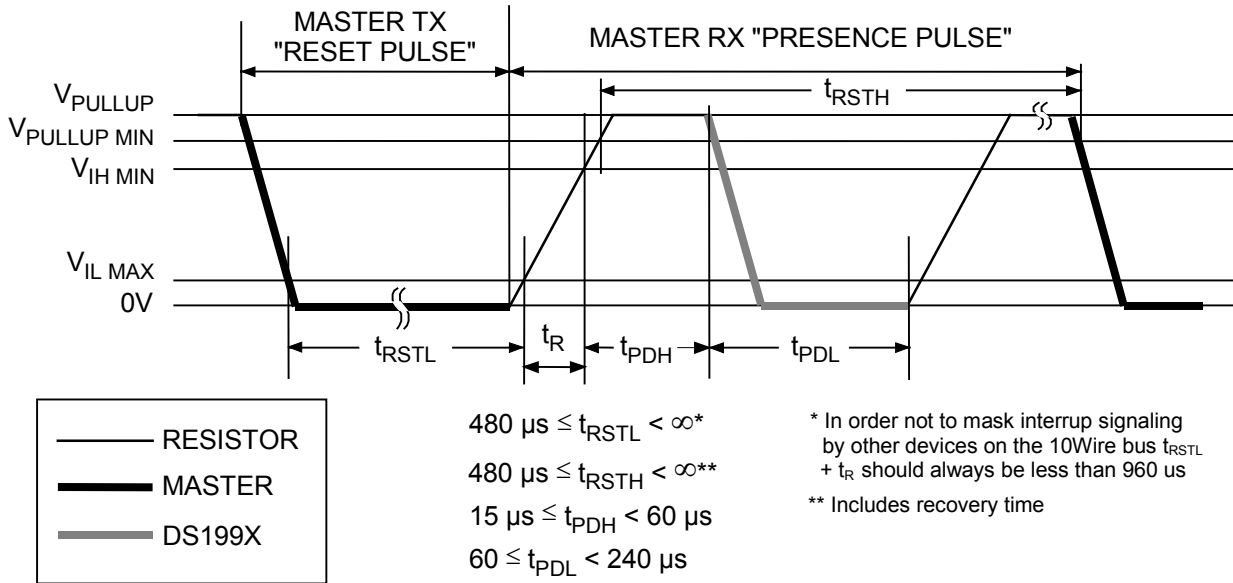 MASTER TX
"RESET PULSE"
MASTER RX "PRESENCE PULSE"
tRSTH
VPULLUP
VPULLUP MIN
VIH MIN
VIL MAX
0V
tRSTL
tR
tPDH
tPDL
RESISTOR
MASTER
DS199X
480 µs ≤ tRSTL < ∞*
480 µs ≤ tRSTH < ∞**
15 µs ≤ tPDH < 60 µs
60 ≤ tPDL < 240 µs
* In order not to mask interrup signaling
by other devices on the 10Wire bus tRSTL
+ tR should always be less than 960 us
** Includes recovery time